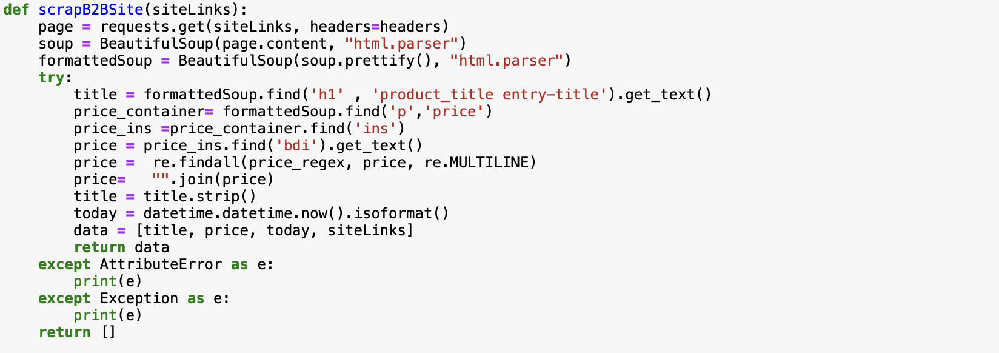 def scrapB2BSite(siteLinks):
    page = requests.get(siteLinks, headers=headers)
    soup = BeautifulSoup(page.content, "html.parser")
    formattedSoup = BeautifulSoup(soup.prettify(), "html.parser")
    try:
        title = formattedSoup.find('h1' , 'product_title entry-title').get_text()
        price_container= formattedSoup.find('p','price')
        price_ins =price_container.find('ins')
        price = price_ins.find('bdi').get_text()
        price =  re.findall(price_regex, price, re.MULTILINE)
        price=   "".join(price)
        title = title.strip()
        today = datetime.datetime.now().isoformat()
        data = [title, price, today, siteLinks]
        return data
    except AttributeError as e:
        print(e)
    except Exception as e:
        print(e)
    return []